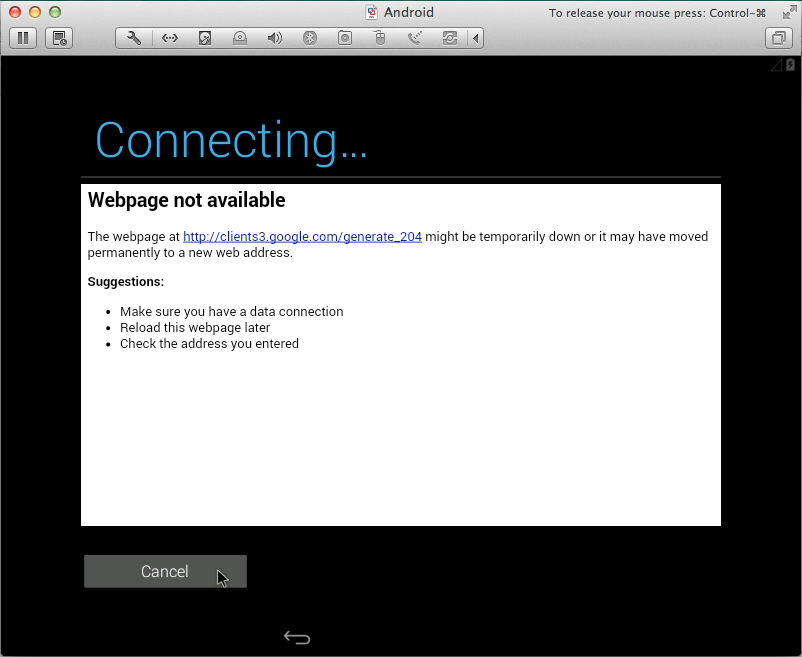 Android
To release your mouse press: Control-⌘
Connecting...
Webpage not available
The webpage at http://clients3.google.com/generate_204 might be temporarily down or it may have moved
permanently to a new web address.
Suggestions:
Make sure you have a data connection
Reload this webpage later
Check the address you entered
Cancel